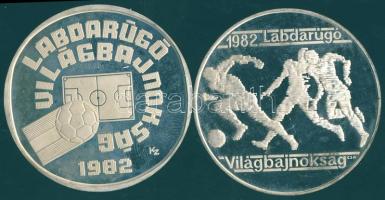 LABDARÚGÓ
VILÁGBAJNOKSÁG
1982
KZ
1982 Labdarúgó
Világbajnokság